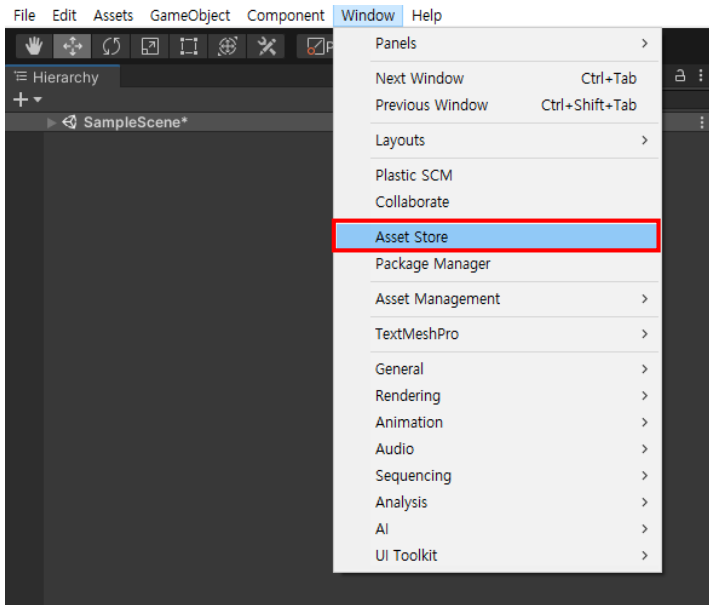 File Edit Assets GameObject Component Window Help
Hierarchy
SampleScene*
Panels
Next Window Ctrl+Tab
Previous Window Ctrl+Shift+Tab
Layouts
Plastic SCM
Collaborate
Asset Store
Package Manager
Asset Management
TextMeshPro
General
Rendering
Animation
Audio
Sequencing
Analysis
AI
UI Toolkit